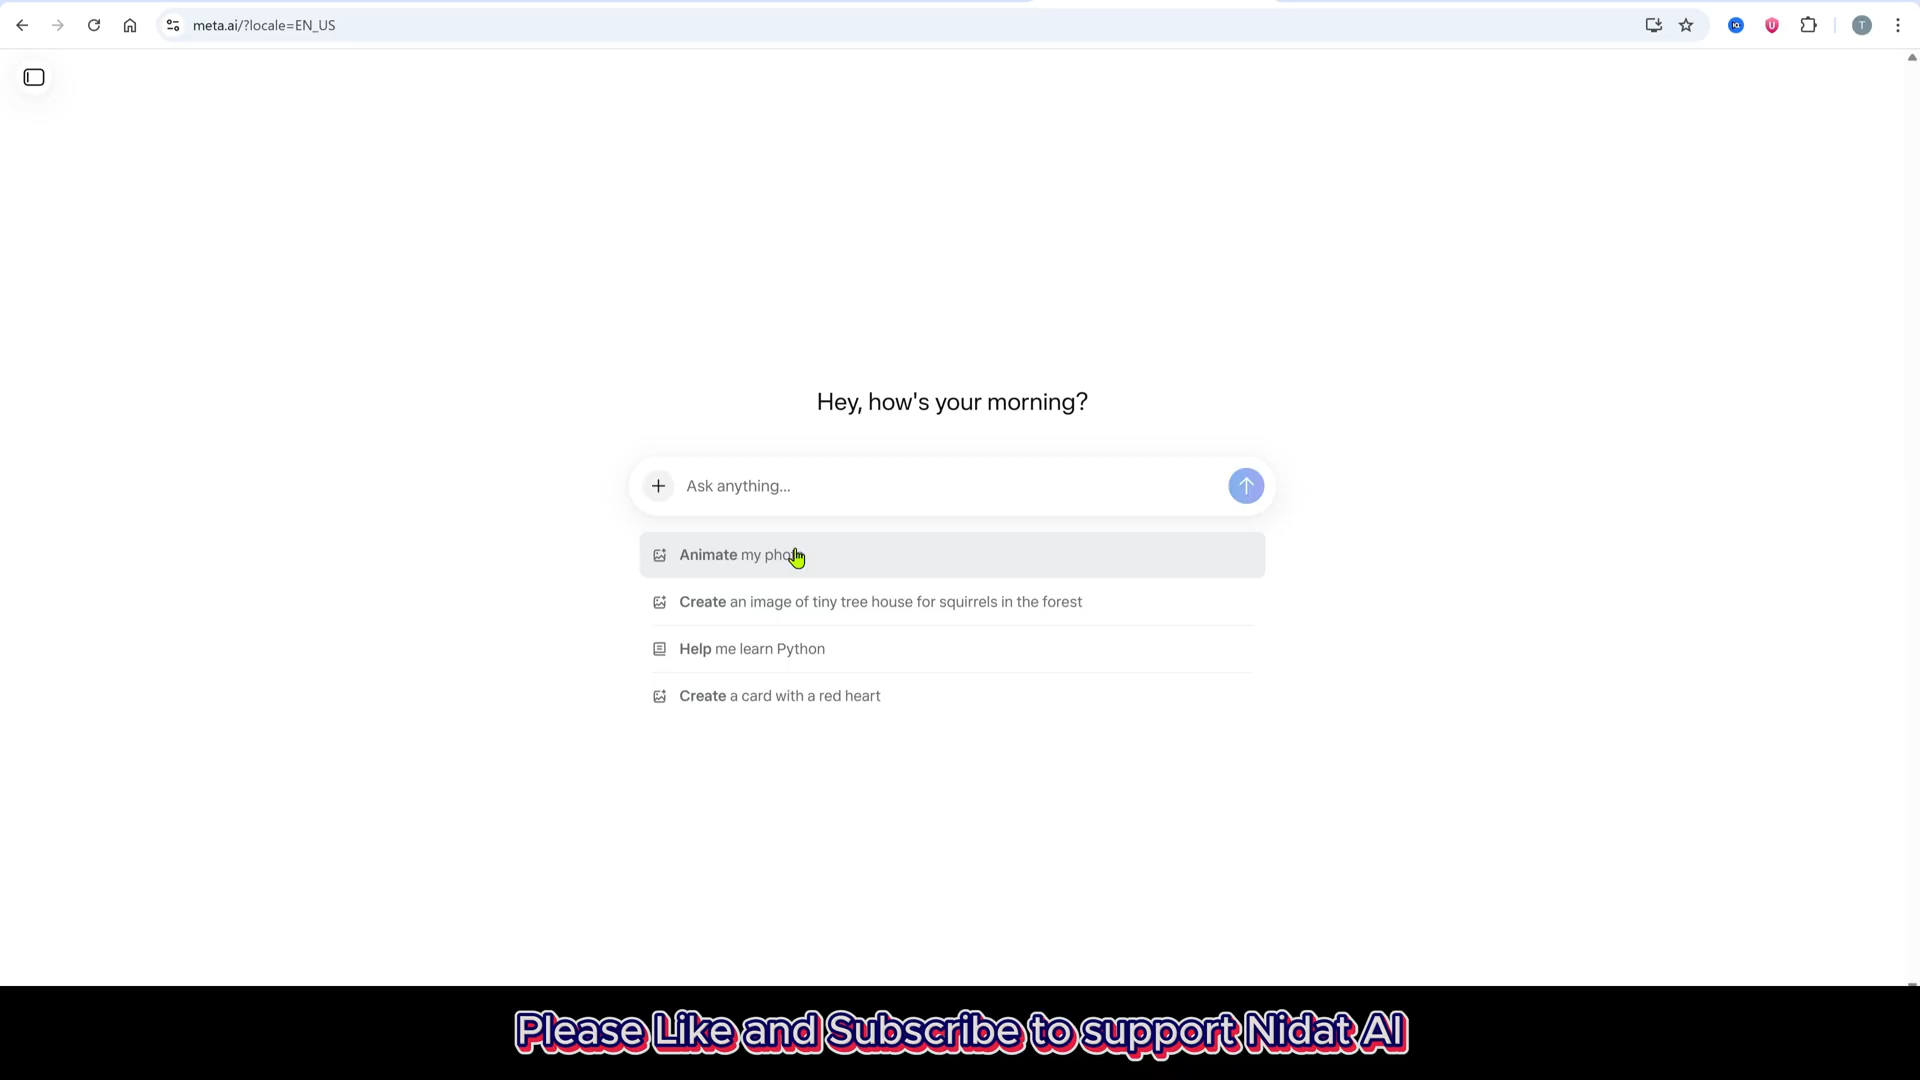 meta.ai/?locale=EN_US
T
Hey, how's your morning?
Ask anything...
Animate my pho
Create an image of tiny tree house for squirrels in the forest
Help me learn Python
Create a card with a red heart
Please Like and Subscribe to support Nidat AI